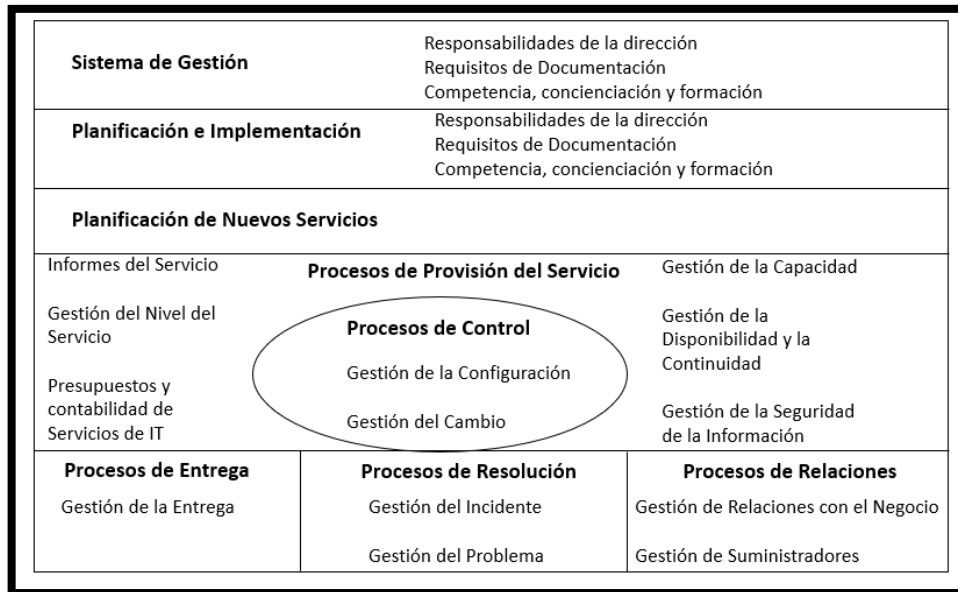 Sistema de Gestión
Responsabilidades de la dirección
Requisitos de Documentación
Competencia, concienciación y formación
Planificación e Implementación
Responsabilidades de la dirección
Requisitos de Documentación
Competencia, concienciación y formación
Planificación de Nuevos Servicios
Procesos de Provisión del Servicio
Informes del Servicio
Gestión del Nivel del
Servicio
Presupuestos y
contabilidad de
Servicios de IT
Procesos de Control
Gestión de la Configuración
Gestión del Cambio
Gestión de la Capacidad
Gestión de la
Disponibilidad y la
Continuidad
Gestión de la Seguridad
de la Información
Procesos de Entrega
Gestión de la Entrega
Procesos de Resolución
Gestión del Incidente
Gestión del Problema
Procesos de Relaciones
Gestión de Relaciones con el Negocio
Gestión de Suministradores